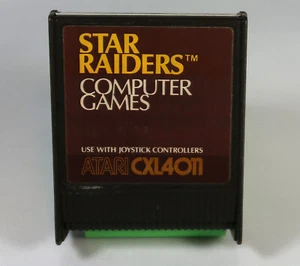 STAR
RAIDERS™
COMPUTER
GAMES
USE WITH JOYSTICK CONTROLLERS
ATARI CXL4011